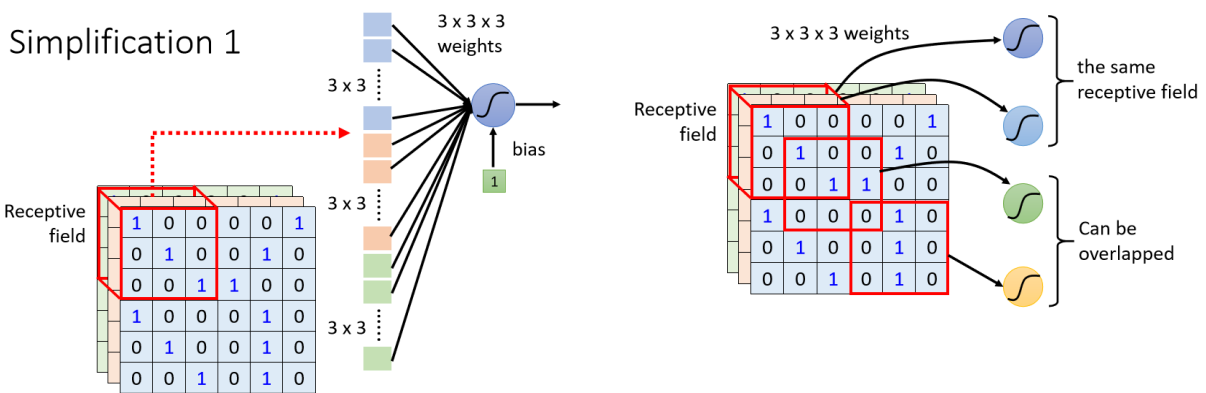 Simplification 1
3 x 3 x 3
weights
3 x 3
bias
1
3 x 3
3 x 3
Receptive
field
1 0 0 0 0 1
0 1 0 0 1 0
0 0 1 1 0 0
1 0 0 0 1 0
0 1 0 0 1 0
0 0 1 0 1 0
3 x 3 x 3 weights
the same
receptive field
Receptive
field
1 0 0 0 0 1
0 1 0 0 1 0
0 0 1 1 0 0
1 0 0 0 1 0
0 1 0 0 1 0
0 0 1 0 1 0
Can be
overlapped